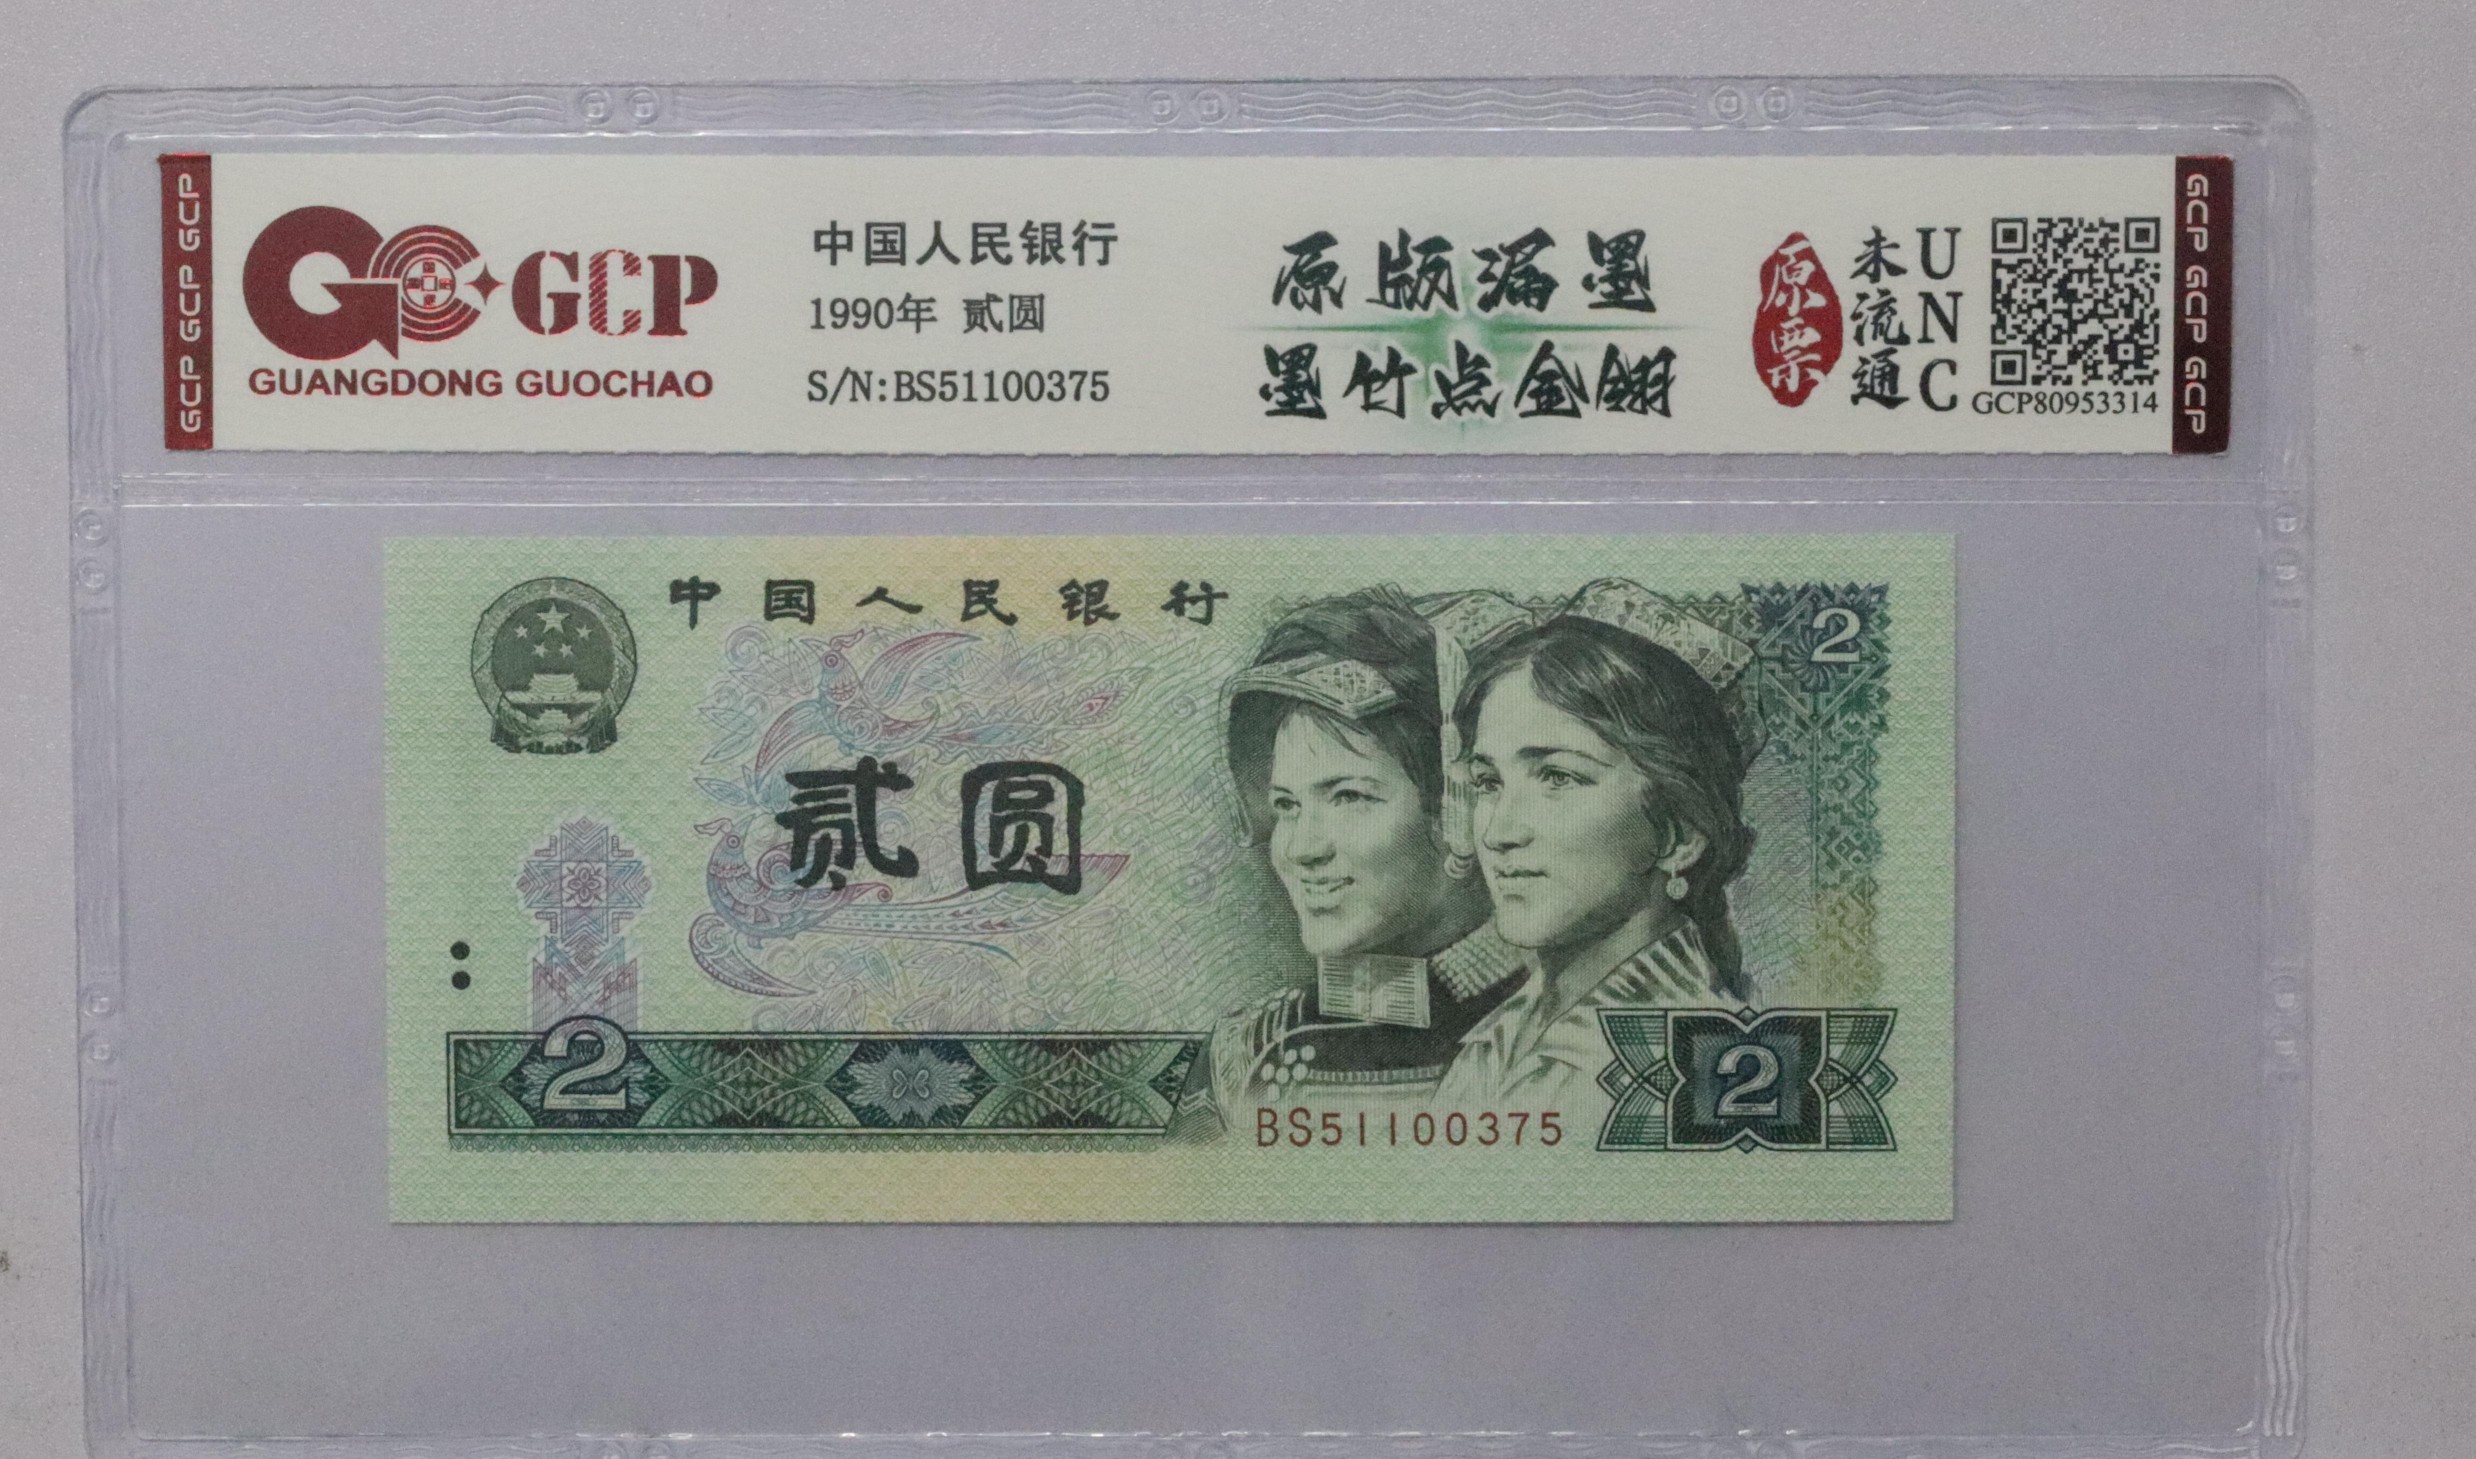 GCP GCP GCP
GCP
GUANGDONG GUOCHAO
中国人民银行
1990年 贰圆
S/N:BS51100375
原版漏墨
墨竹点金翎
原票
未流通
UNC
GCP80953314
GCP GCP GCP
中国人民银行
2
贰圆
2
BS51100375
2